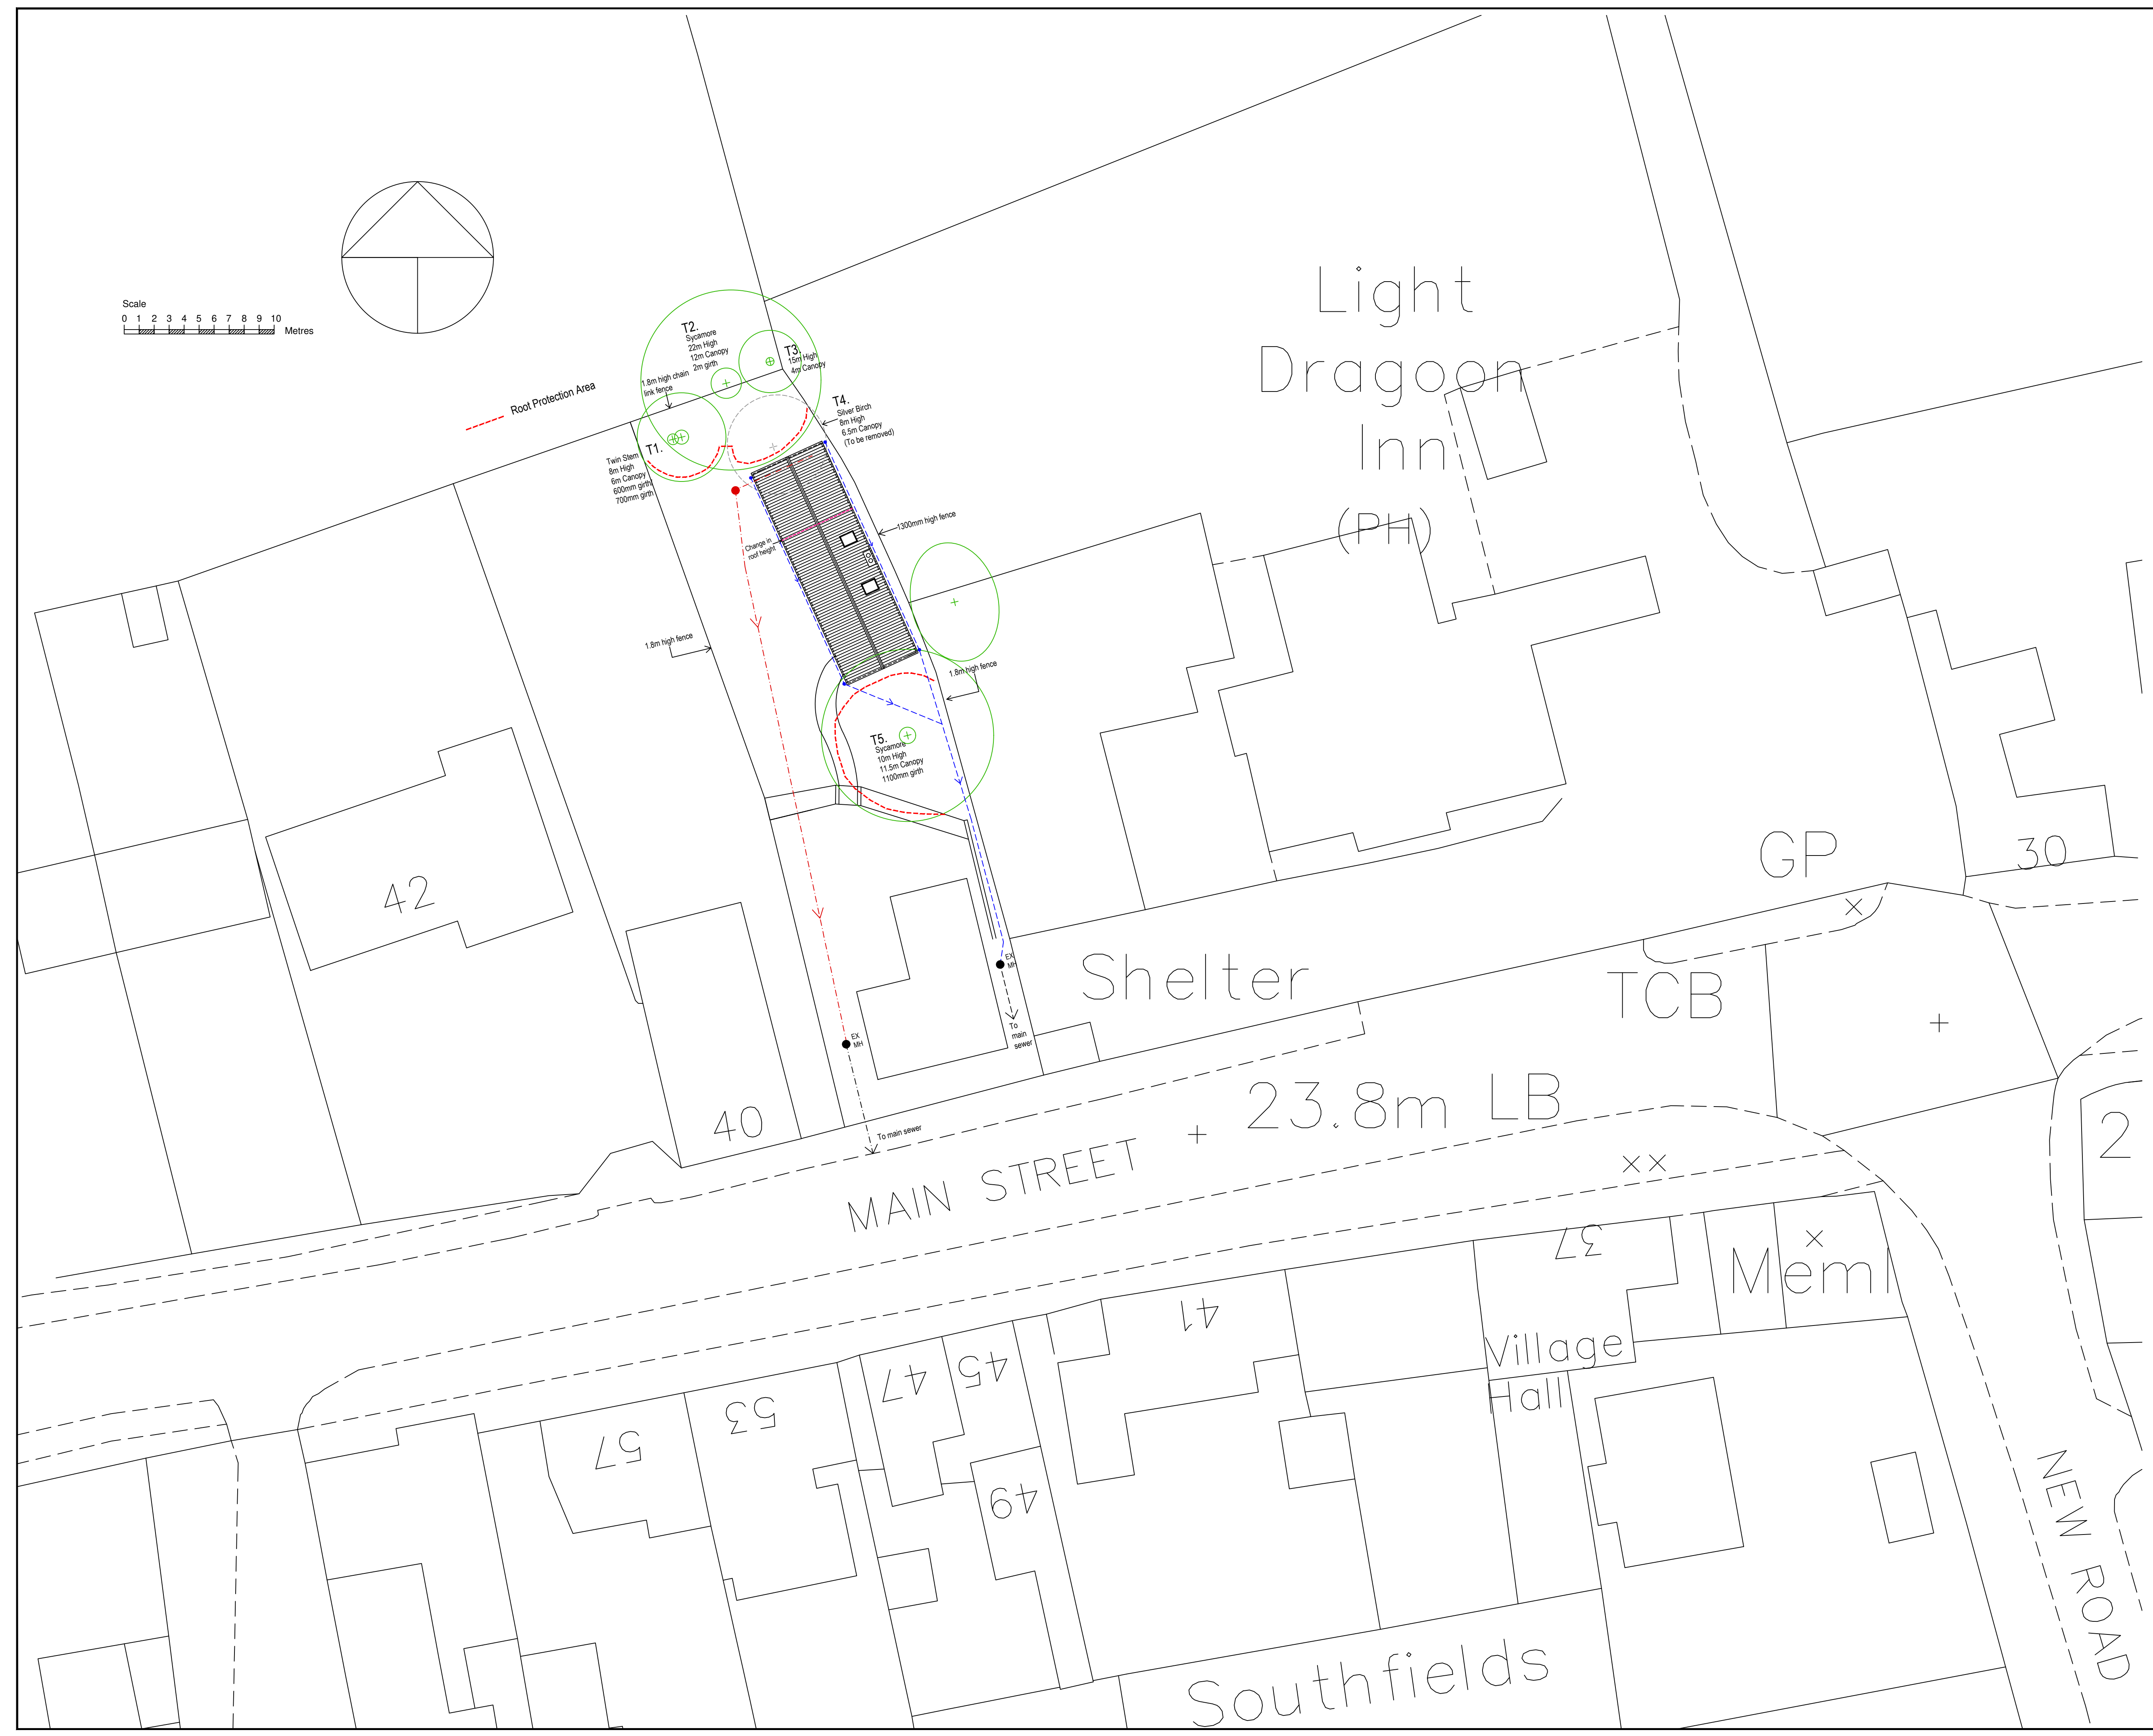 Scale
0 1 2 3 4 5 6 7 8 9 10
Metres
Root Protection Area
T2.
Sycamore
22m High
12m Canopy
2m girth
T3.
15m High
4m Canopy
1.8m high chain
link fence
T4.
Silver Birch
8m High
6.5m Canopy
(To be removed)
T1.
Twin Stem
8m High
6m Canopy
600mm girth/
700mm girth
Change in
roof height
1300mm high fence
1.8m high fence
1.8m high fence
T5.
Sycamore
10m High
11.5m Canopy
1100mm girth
Light
Dragoon
Inn
(PH)
42
GP
30
Shelter
TCB
EX
MH
To
main
sewer
EX
MH
40
To main sewer
MAIN STREET
23.8m
LB
2
37
Meml
41
Village
Hall
45
47
53
57
49
NEW ROAD
Southfields